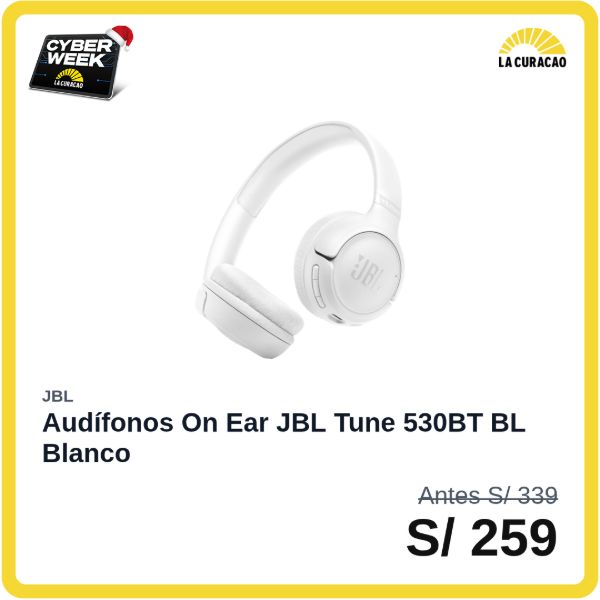 CYBER
WEEK
LA CURACAO
LA CURACAO
JBL
JBL
Audífonos On Ear JBL Tune 530BT BL
Blanco
Antes S/ 339
S/ 259